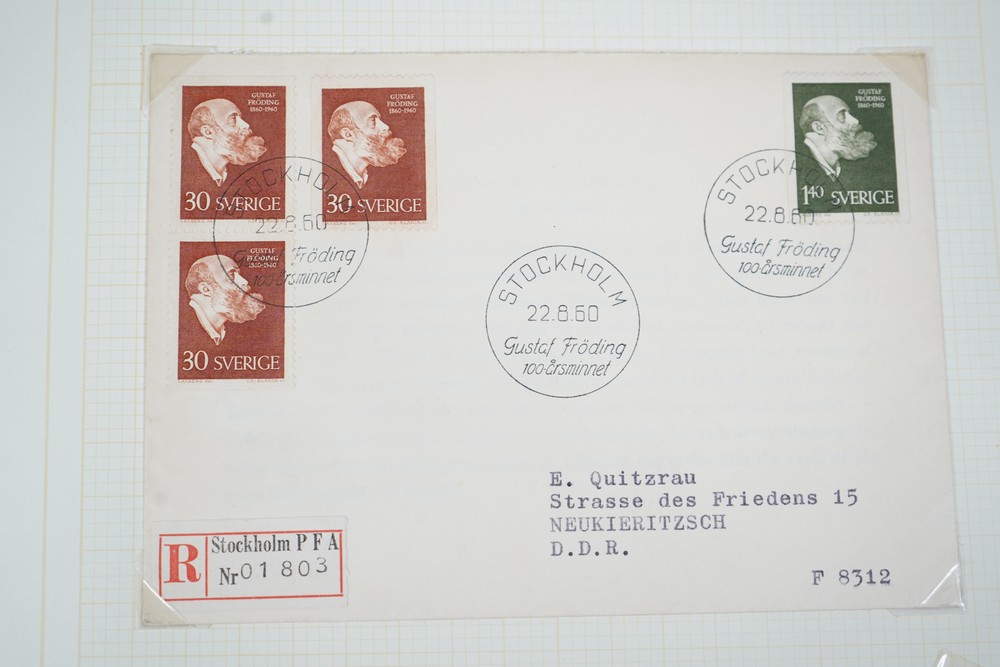 GUSTAF
FRÖDING
1860-1960
30 SVERIGE
GUSTAF
FRÖDING
1860-1960
30 SVERIGE
GUSTAF
FRÖDING
1860-1960
140 SVERIGE
STOCKHOLM
22.8.60
Gustaf Fröding
100-årsminnet
STOCKHOLM
22.8.60
Gustaf Fröding
100-årsminnet
GUSTAF
FRÖDING
1860-1960
30 SVERIGE
STOCKHOLM
22.8.60
Gustaf Fröding
100-årsminnet
E. Quitzrau
Strasse des Friedens 15
NEUKIERITZSCH
D.D.R.
F 8312
R
Stockholm P F A
Nr 01 803